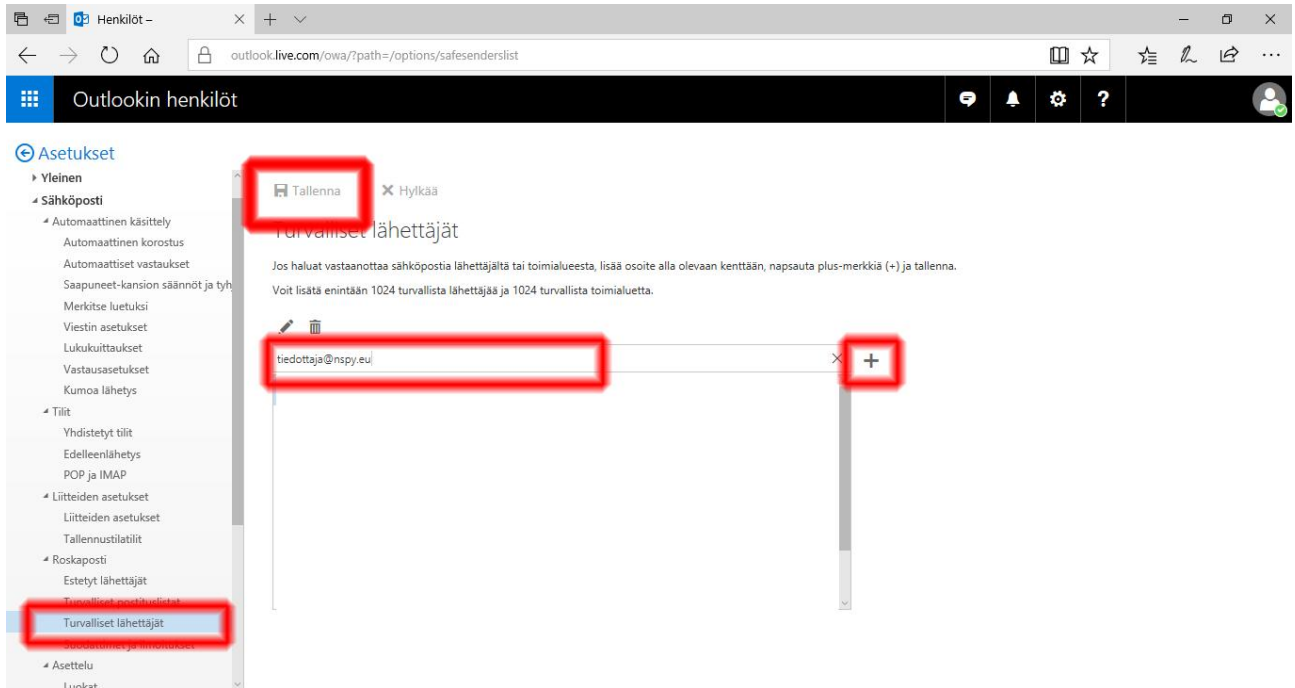 Henkilöt –
outlook.live.com/owa/?path=/options/safesenderslist
Outlookin henkilöt
Asetukset
Yleinen
Sähköposti
Automaattinen käsittely
Automaattinen korostus
Automaattiset vastaukset
Saapuneet-kansion säännöt ja tyh
Merkitse luetuksi
Viestin asetukset
Lukukuittaukset
Vastausasetukset
Kumoa lähetys
Tilit
Yhdistetyt tilit
Edelleenlähetys
POP ja IMAP
Liitteiden asetukset
Liitteiden asetukset
Tallennustilatilit
Roskaposti
Estetyt lähettäjät
Turvalliset postituslistat
Turvalliset lähettäjät
Suodattimet ja ilmoitukset
Asettelu
Luokat
Tallenna Hylkää
Turvalliset lähettäjät
Jos haluat vastaanottaa sähköpostia lähettäjältä tai toimialueesta, lisää osoite alla olevaan kenttään, napsauta plus-merkkiä (+) ja tallenna.
Voit lisätä enintään 1024 turvallista lähettäjää ja 1024 turvallista toimialuetta.
tiedottaja@nspy.eu